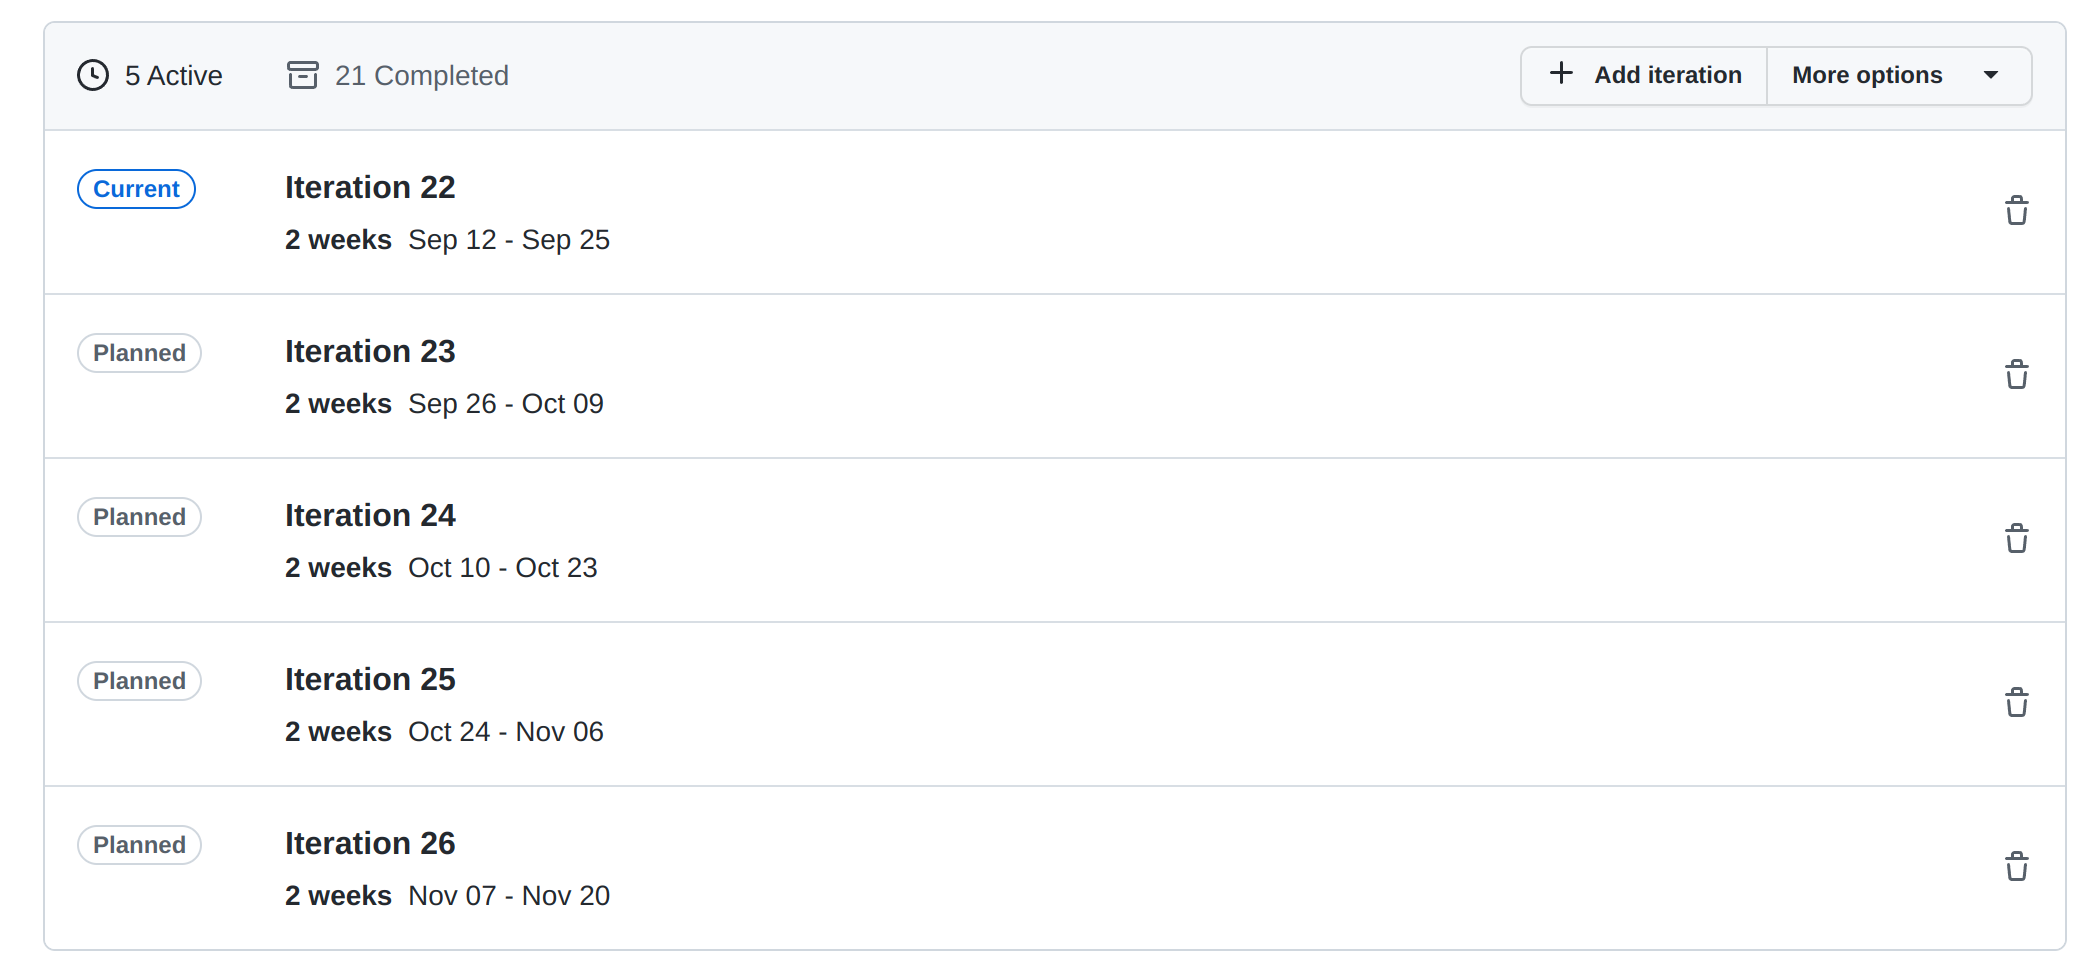 5 Active 21 Completed Add iteration More options
Current Iteration 22
2 weeks Sep 12 - Sep 25
Planned Iteration 23
2 weeks Sep 26 - Oct 09
Planned Iteration 24
2 weeks Oct 10 - Oct 23
Planned Iteration 25
2 weeks Oct 24 - Nov 06
Planned Iteration 26
2 weeks Nov 07 - Nov 20